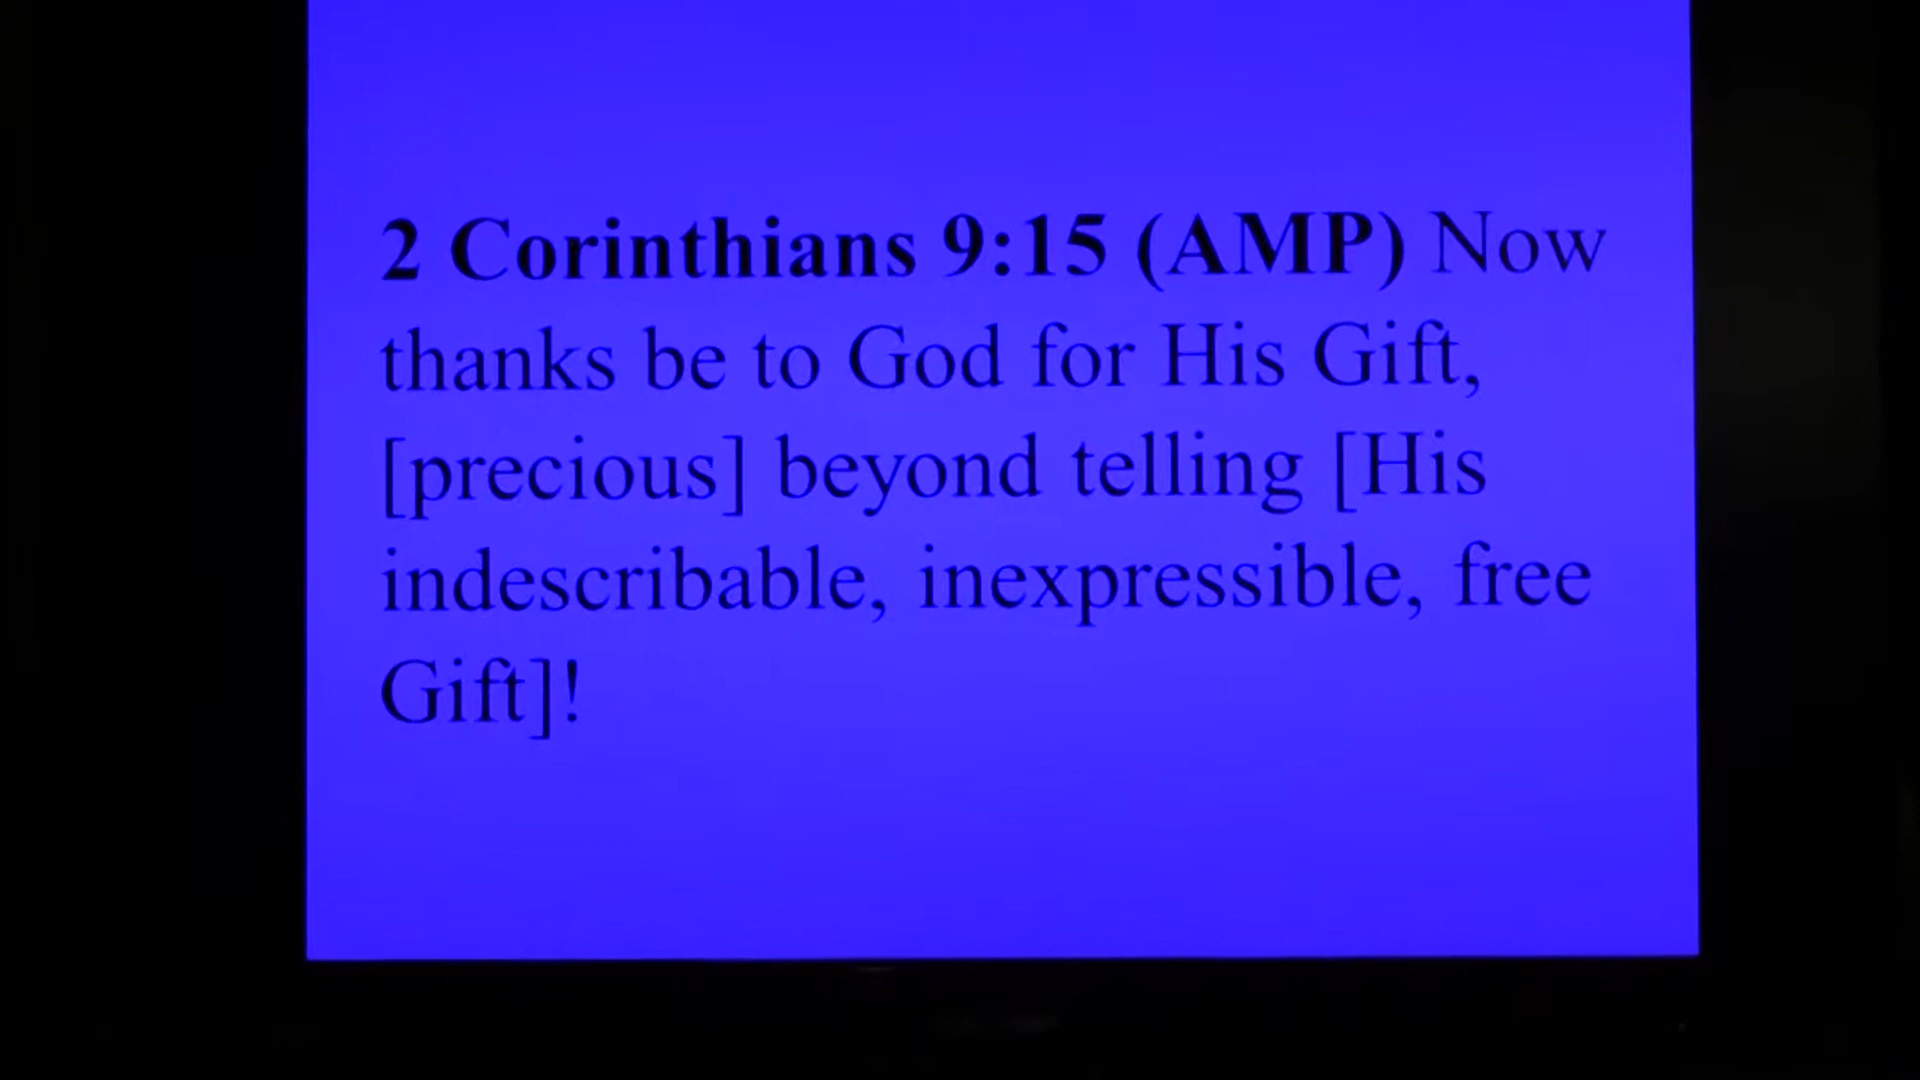 2 Corinthians 9:15 (AMP) Now
thanks be to God for His Gift,
[precious] beyond telling [His
indescribable, inexpressible, free
Gift]!